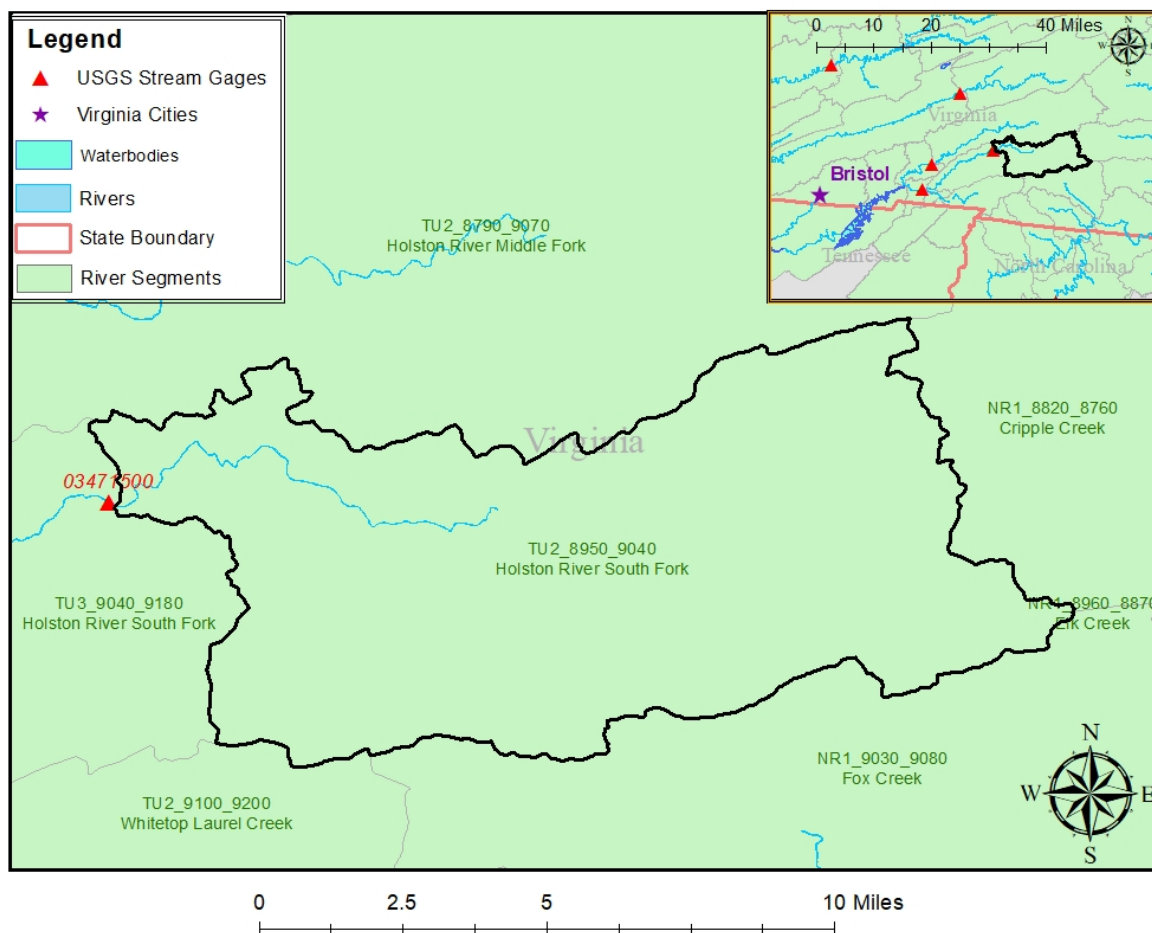 Legend
USGS Stream Gages
Virginia Cities
Waterbodies
Rivers
State Boundary
River Segments
0 10 20 40 Miles
N
W E
S
Virginia
Bristol
Tennessee
North Carolina
TU2_8790_9070
Holston River Middle Fork
NR1_8820_8760
Cripple Creek
Virginia
03471500
TU2_8950_9040
Holston River South Fork
TU3_9040_9180
Holston River South Fork
NR1_8960_8870
Elk Creek
NR1_9030_9080
Fox Creek
TU2_9100_9200
Whitetop Laurel Creek
N
W E
S
0 2.5 5 10 Miles